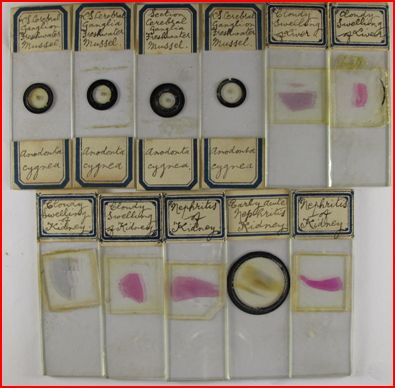 T.S. Cerebral
Ganglion
Freshwater
Mussel.
T.S. Cerebral
Ganglia
Freshwater
Mussel.
Section
Cerebral
Ganglia
Freshwater
Mussel.
T.S. Cerebral
Ganglion
Freshwater
Mussel.
Cloudy
Swelling
of Liver
Cloudy
Swelling
of Liver
Anodonta
cygnea
Anodonta
cygnea
Anodonta
cygnea
Anodonta
cygnea
Cloudy
Swelling
of Kidney
Cloudy
Swelling
of Kidney
Nephritis
of
Kidney
Early acute
Nephritis
Kidney
Nephritis
of
Kidney